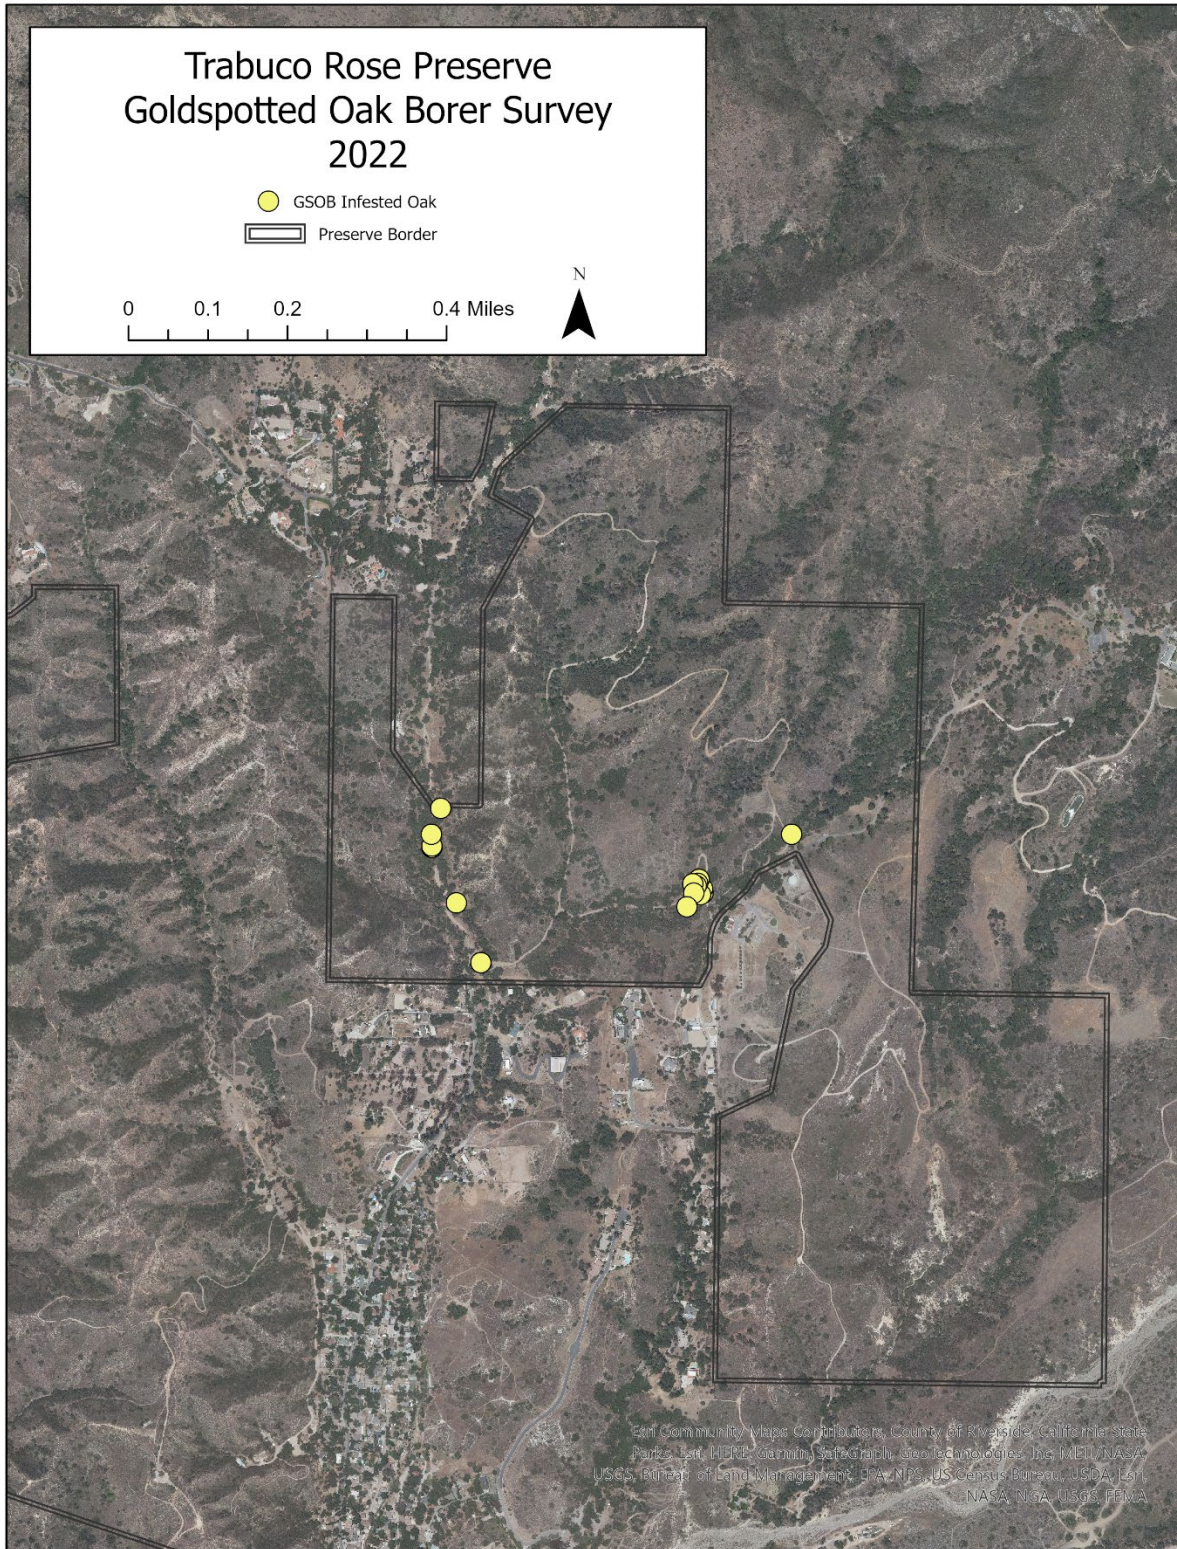 Trabuco Rose Preserve
Goldspotted Oak Borer Survey
2022
GSOB Infested Oak
Preserve Border
N
0 0.1 0.2 0.4 Miles
Esri Community Maps Contributors, County of Riverside, California State
Parks, Esri, HERE, Garmin, SafeGraph, GeoTechnologies, Inc, METI/NASA,
USGS, Bureau of Land Management, EPA, NPS, US Census Bureau, USDA, Esri,
NASA, NGA, USGS, FEMA